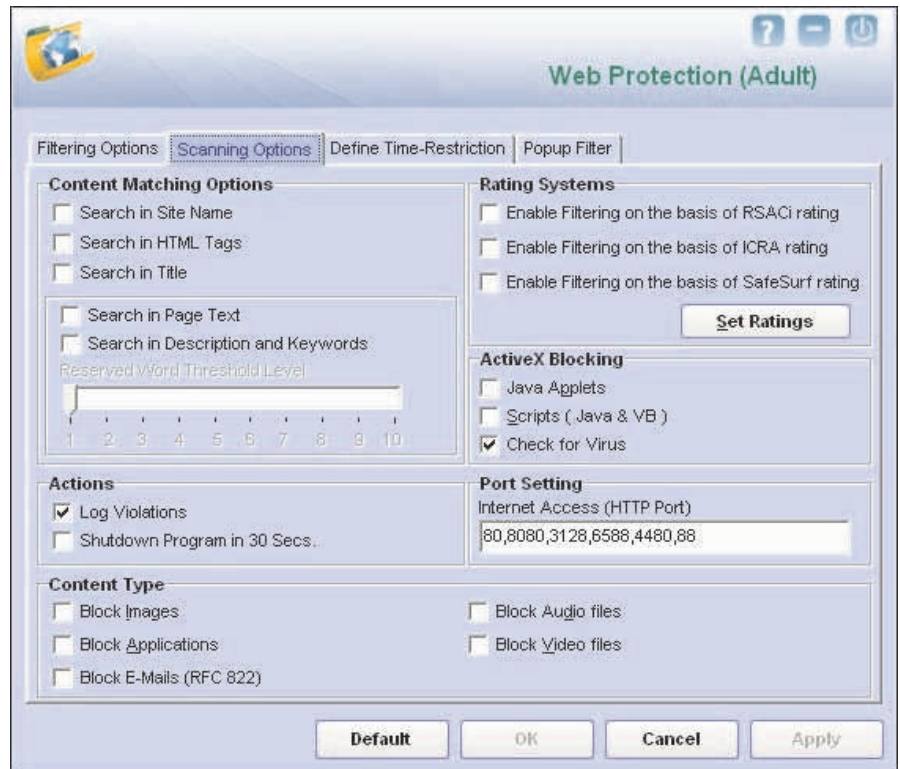 ?
Web Protection (Adult)
Filtering Options
Scanning Options
Define Time-Restriction
Popup Filter
Content Matching Options
Search in Site Name
Search in HTML Tags
Search in Title
Search in Page Text
Search in Description and Keywords
Reserved Word Threshold Level
1 2 3 4 5 6 7 8 9 10
Rating Systems
Enable Filtering on the basis of RSACi rating
Enable Filtering on the basis of ICRA rating
Enable Filtering on the basis of SafeSurf rating
Set Ratings
ActiveX Blocking
Java Applets
Scripts ( Java & VB )
Check for Virus
Actions
Log Violations
Shutdown Program in 30 Secs..
Port Setting
Internet Access (HTTP Port)
80,8080,3128,6588,4480,88
Content Type
Block Images
Block Applications
Block E-Mails (RFC 822)
Block Audio files
Block Video files
Default
OK
Cancel
Apply